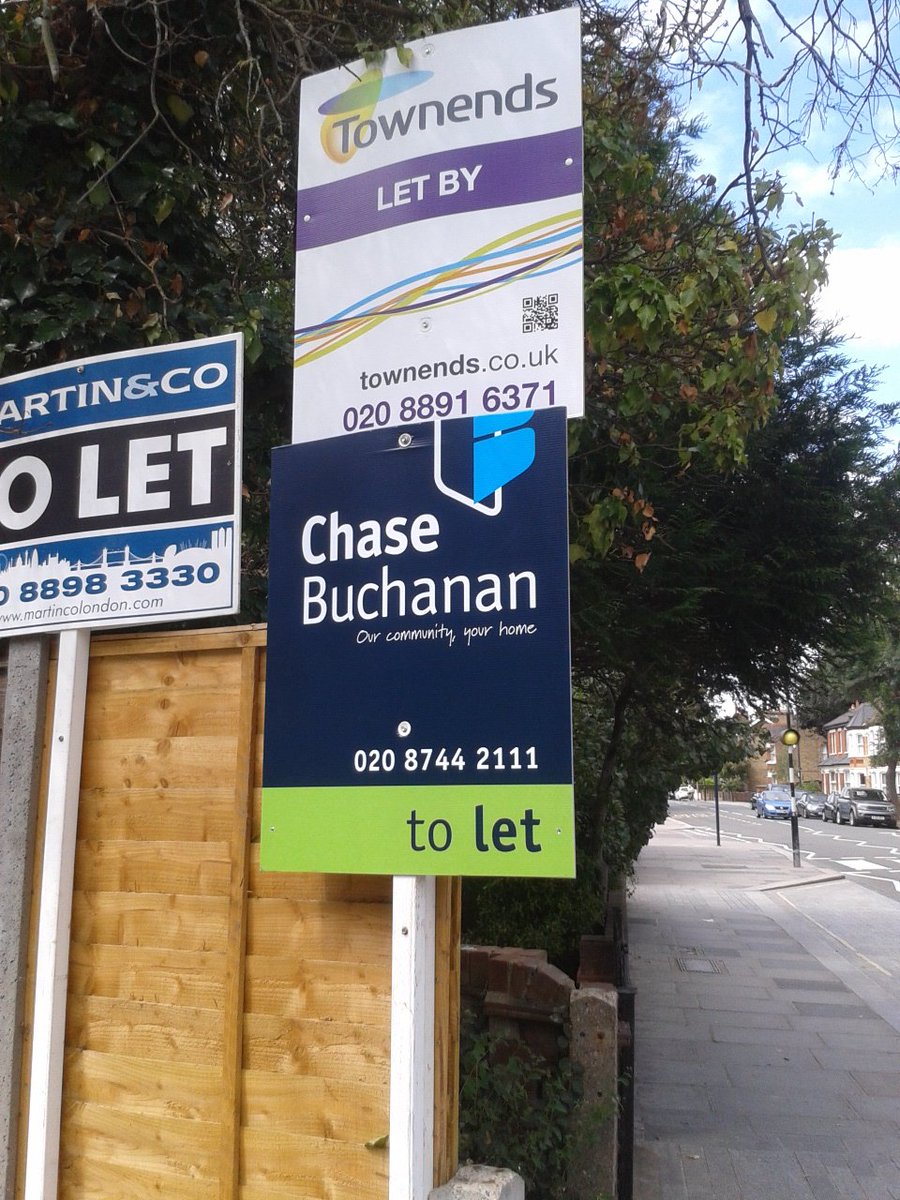 Townends
LET BY
townends.co.uk
020 8891 6371
ARTIN&CO
O LET
0 8898 3330
www.martincolondon.com
Chase
Buchanan
Our community, your home
020 8744 2111
to let